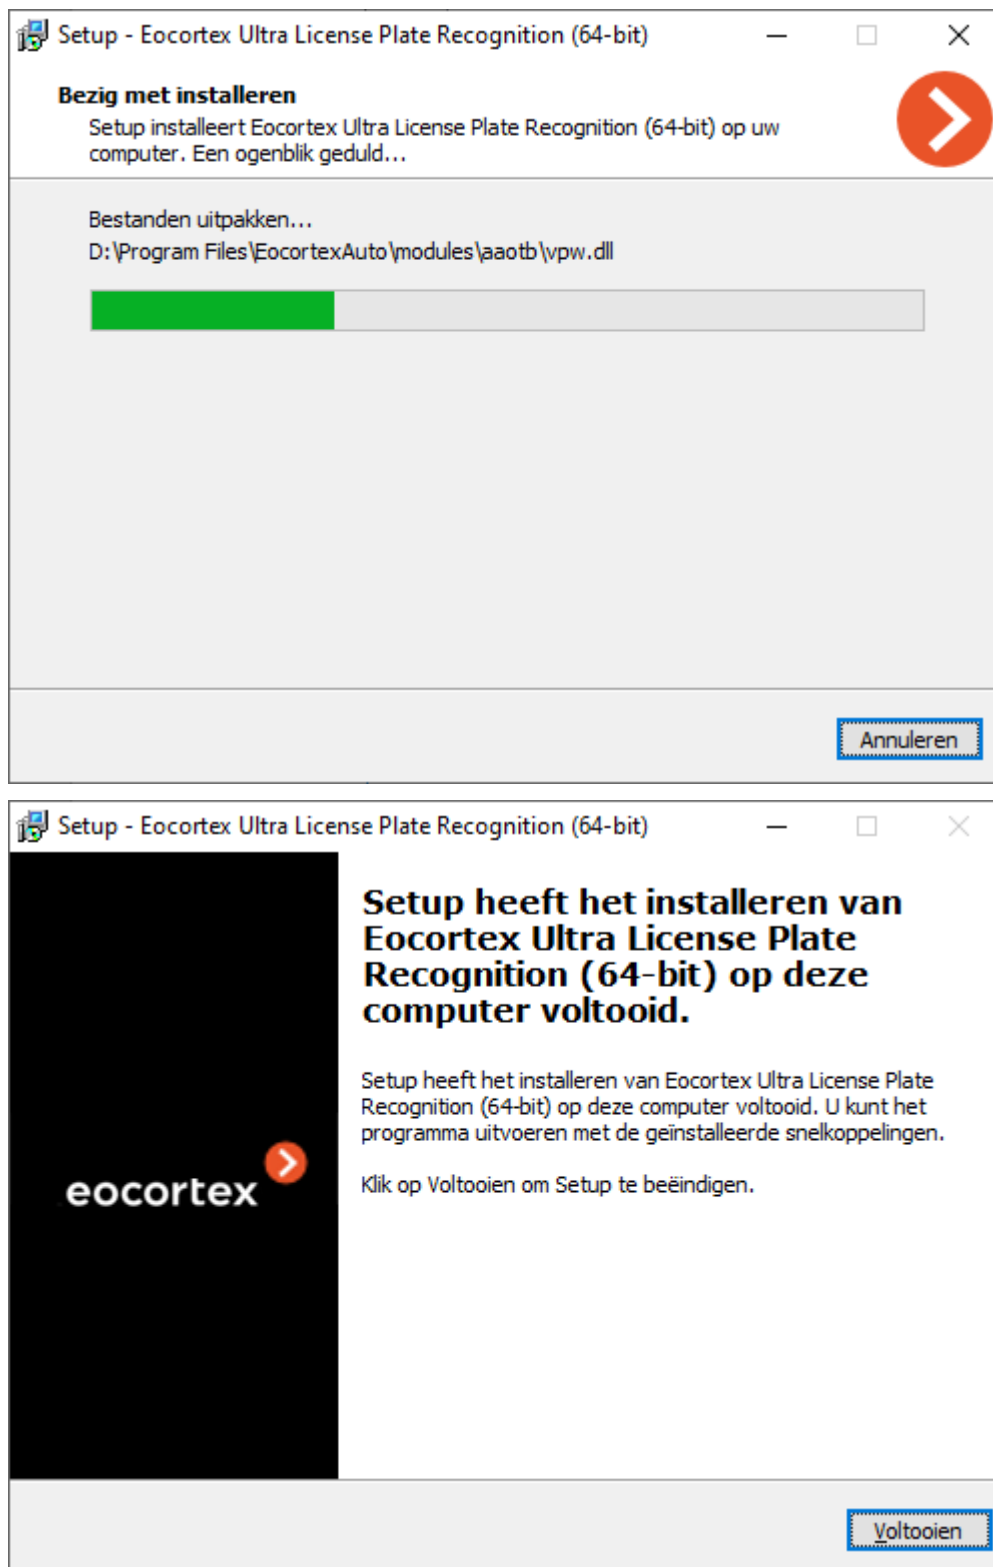 Setup - Eocortex Ultra License Plate Recognition (64-bit)
Bezig met installeren
Setup installeert Eocortex Ultra License Plate Recognition (64-bit) op uw
computer. Een ogenblik geduld...
Bestanden uitpakken...
D:\Program Files\EocortexAuto\modules\aaotb\vpw.dll
Annuleren
Setup - Eocortex Ultra License Plate Recognition (64-bit)
Setup heeft het installeren van
Eocortex Ultra License Plate
Recognition (64-bit) op deze
computer voltooid.
Setup heeft het installeren van Eocortex Ultra License Plate
Recognition (64-bit) op deze computer voltooid. U kunt het
programma uitvoeren met de geïnstalleerde snelkoppelingen.
eocortex
Klik op Voltooien om Setup te beëindigen.
Voltooien